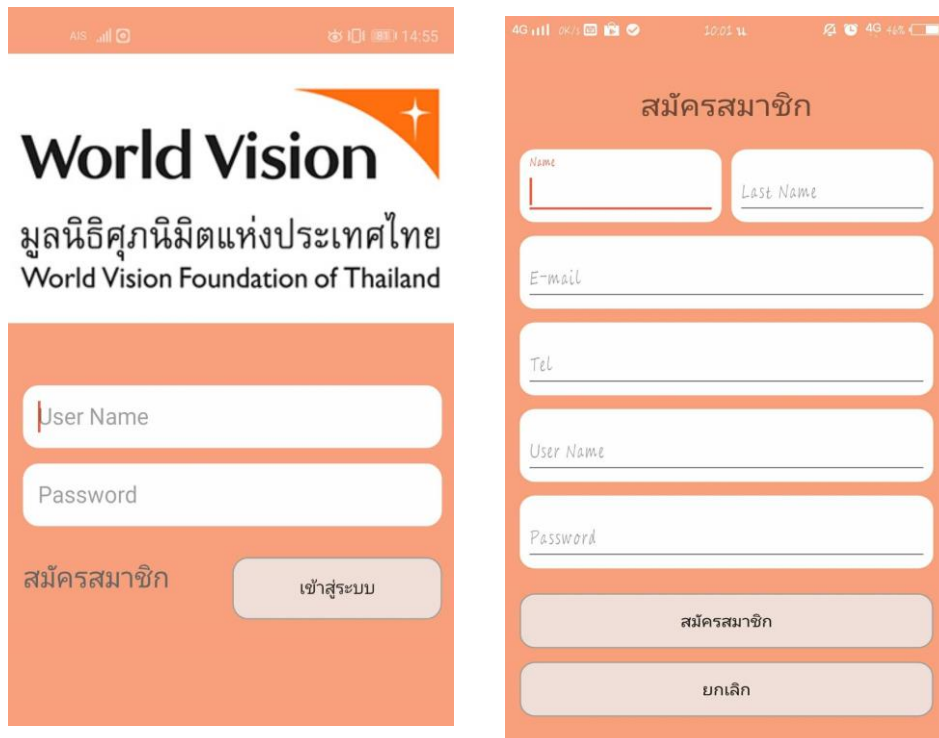 AIS 81 14:55
World Vision
มูลนิธิศุภนิมิตแห่งประเทศไทย
World Vision Foundation of Thailand
User Name
Password
สมัครสมาชิก
เข้าสู่ระบบ
4G 0K/s 10:01 น 4G 46%
สมัครสมาชิก
Name
Last Name
E-mail
Tel
User Name
Password
สมัครสมาชิก
ยกเลิก